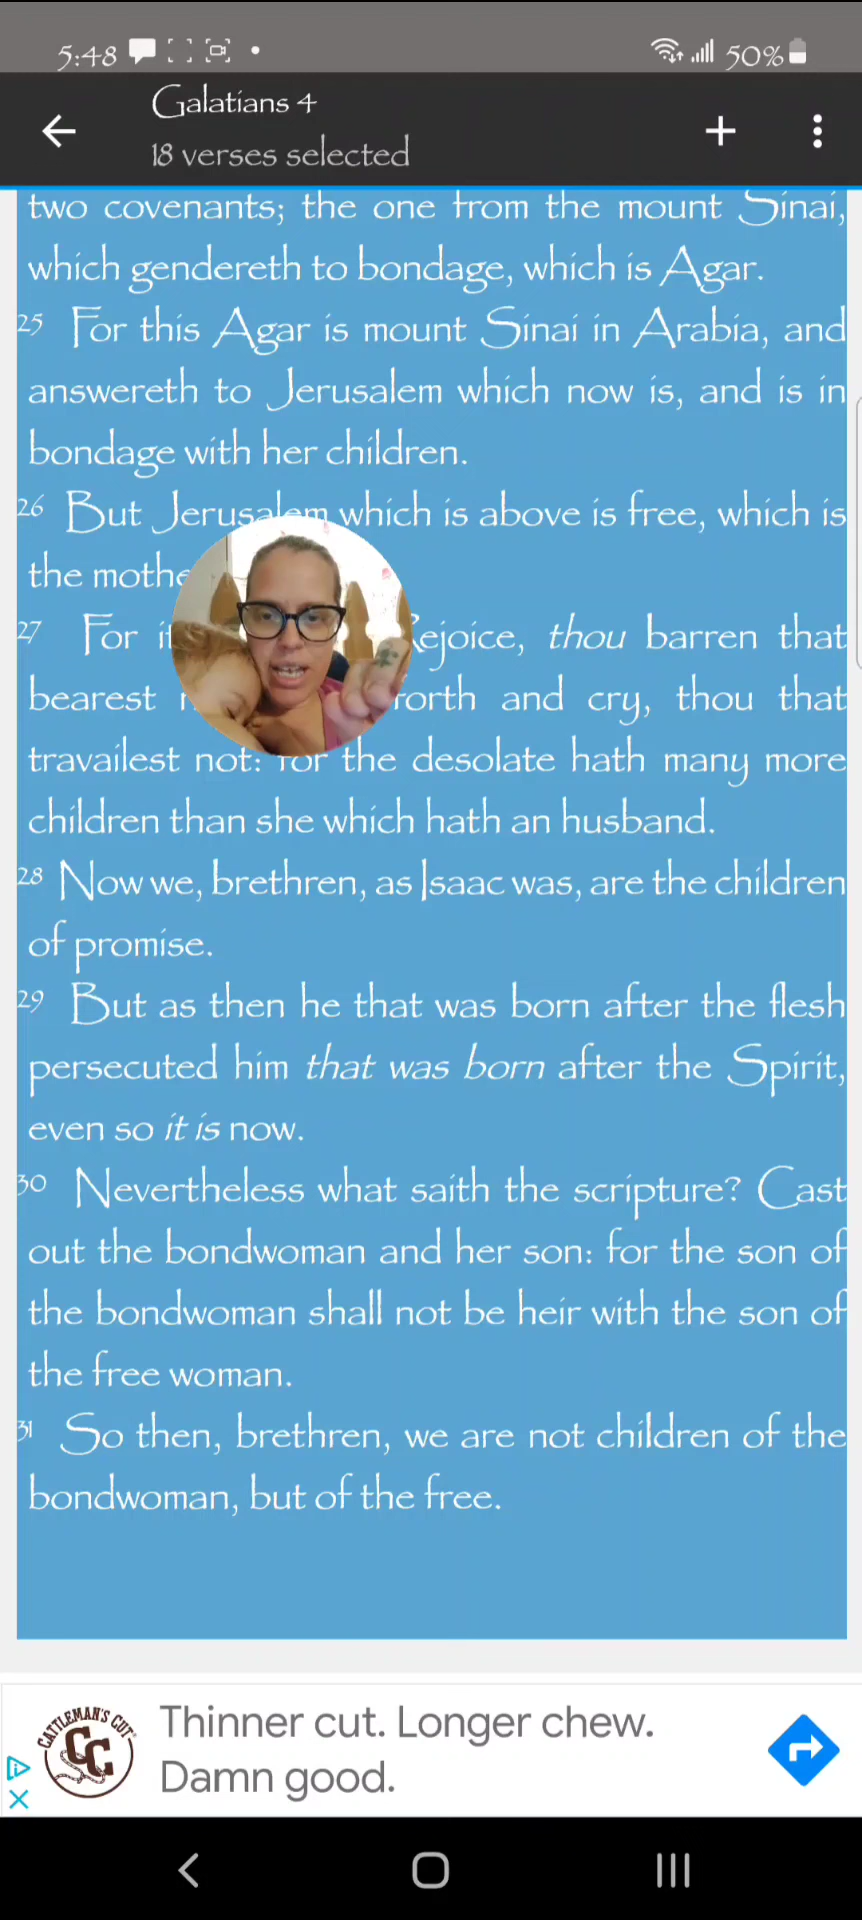 5:48
50%
Galatians 4
18 verses selected
two covenants; the one from the mount Sinai,
which gendereth to bondage, which is Agar.
25 For this Agar is mount Sinai in Arabia, and
answereth to Jerusalem which now is, and is in
bondage with her children.
26 But Jerusalem which is above is free, which is
the
27 For Rejoice, thou barren that
bearest forth and cry, thou that
travailest not: for the desolate hath many more
children than she which hath an husband.
28 Now we, brethren, as Isaac was, are the children
of promise.
29 But as then he that was born after the flesh
persecuted him that was born after the Spirit,
even so it is now.
30 Nevertheless what saith the scripture? Cast
out the bondwoman and her son: for the son of
the bondwoman shall not be heir with the son of
the free woman.
31 So then, brethren, we are not children of the
bondwoman, but of the free.
CATTLEMAN'S CUT
CC
Thinner cut. Longer chew.
Damn good.